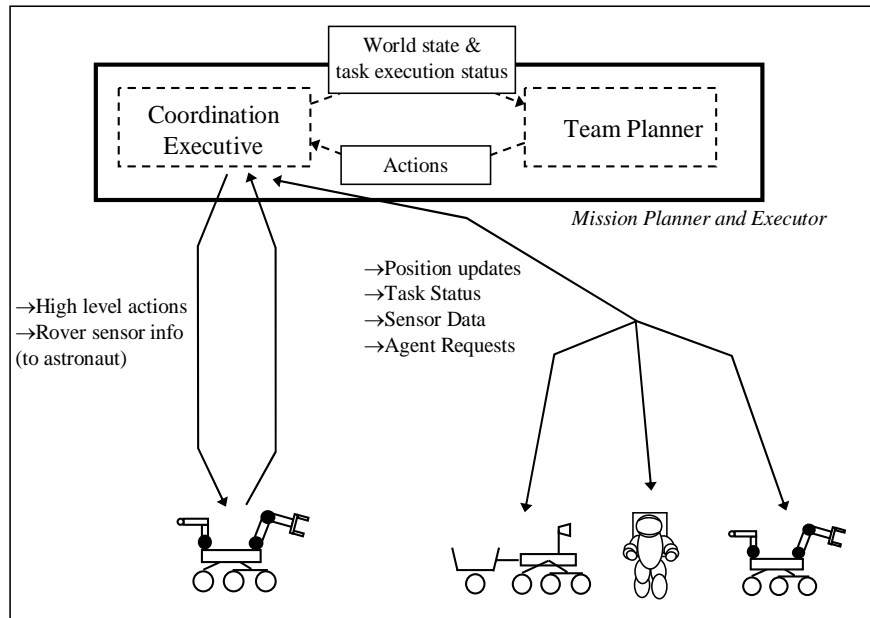 World state &
task execution status
Coordination
Executive
Team Planner
Actions
Mission Planner and Executor
→High level actions
→Rover sensor info
(to astronaut)
→Position updates
→Task Status
→Sensor Data
→Agent Requests